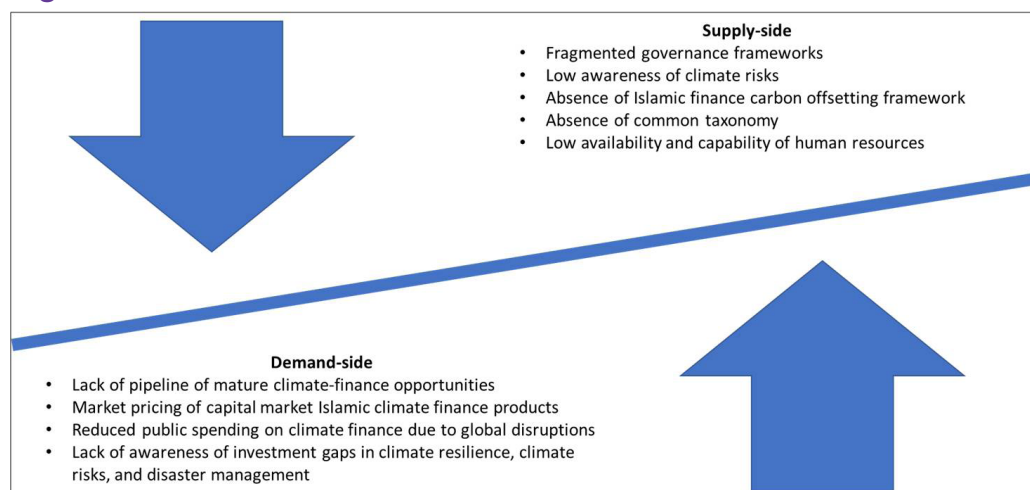 Supply-side
• Fragmented governance frameworks
• Low awareness of climate risks
• Absence of Islamic finance carbon offsetting framework
• Absence of common taxonomy
• Low availability and capability of human resources
Demand-side
• Lack of pipeline of mature climate-finance opportunities
• Market pricing of capital market Islamic climate finance products
• Reduced public spending on climate finance due to global disruptions
• Lack of awareness of investment gaps in climate resilience, climate
risks, and disaster management